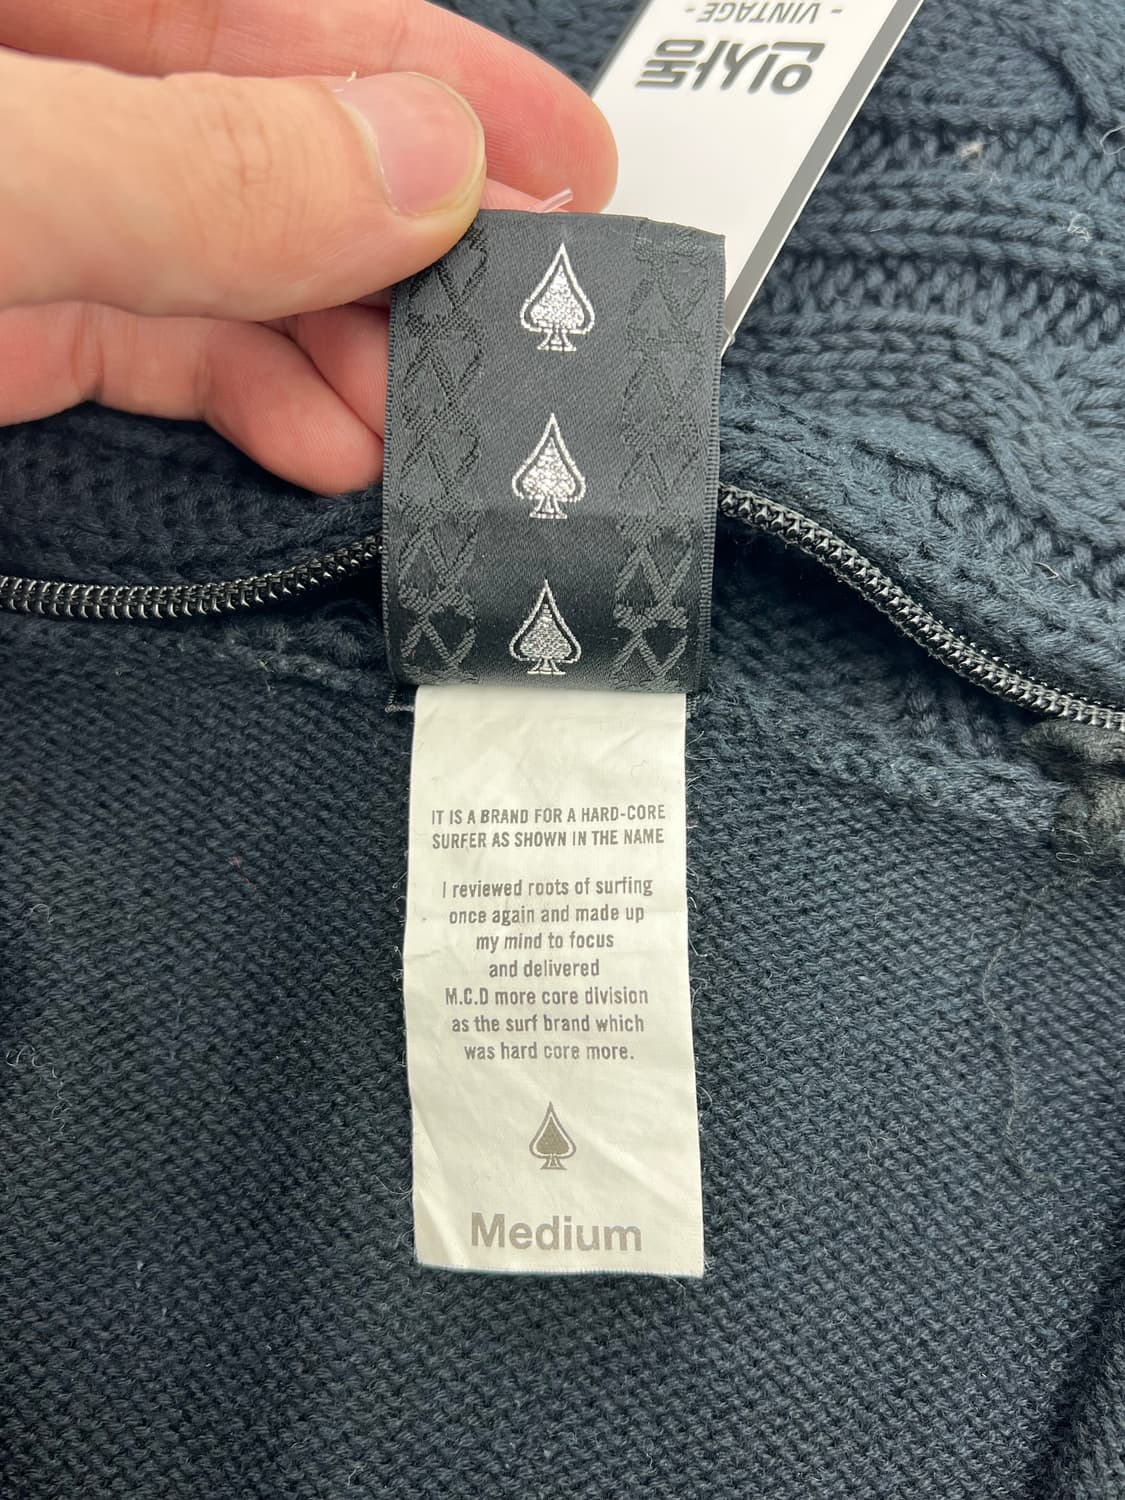 인사동
- VINTAGE -
IT IS A BRAND FOR A HARD-CORE
SURFER AS SHOWN IN THE NAME
I reviewed roots of surfing
once again and made up
my mind to focus
and delivered
M.C.D more core division
as the surf brand which
was hard core more.
Medium